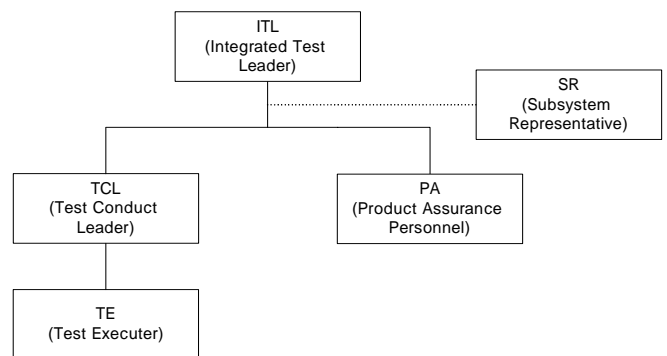 ITL
(Integrated Test
Leader)
SR
(Subsystem
Representative)
TCL
(Test Conduct
Leader)
PA
(Product Assurance
Personnel)
TE
(Test Executer)